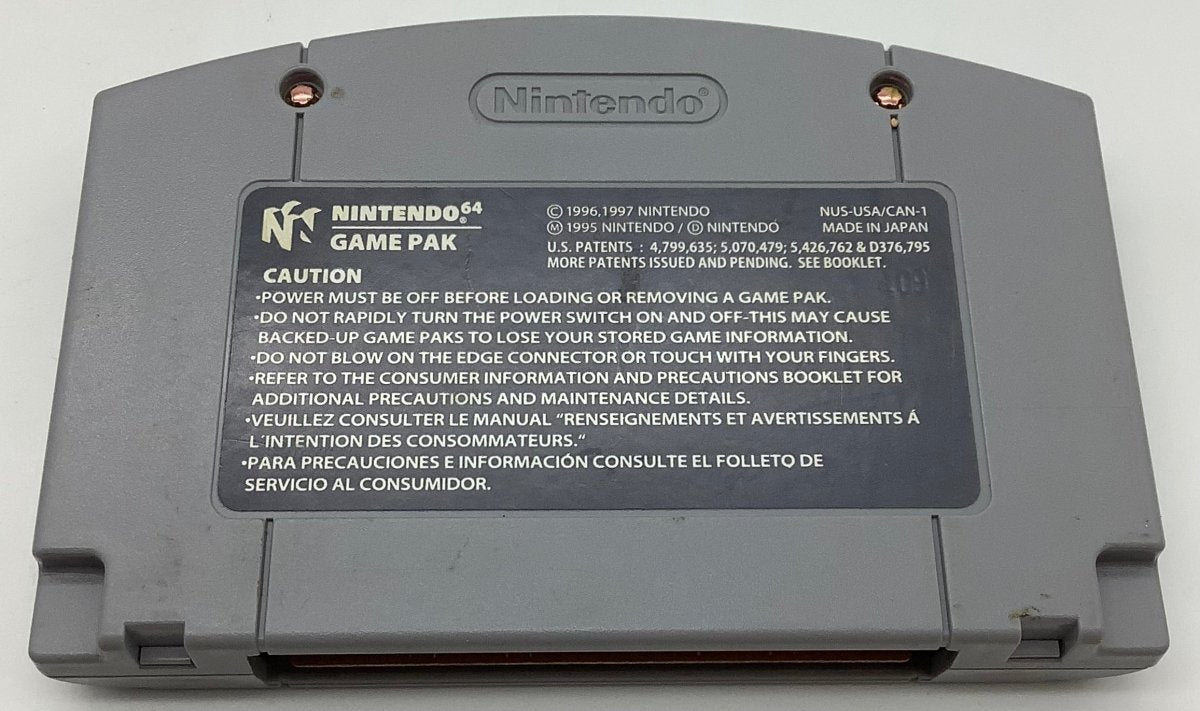 Nintendo®
NINTENDO®64
GAME PAK
© 1996,1997 NINTENDO
Ⓜ 1995 NINTENDO / Ⓓ NINTENDO
U.S. PATENTS : 4,799,635; 5,070,479; 5,426,762 & D376,795
MORE PATENTS ISSUED AND PENDING. SEE BOOKLET.
NUS-USA/CAN-1
MADE IN JAPAN
CAUTION
•POWER MUST BE OFF BEFORE LOADING OR REMOVING A GAME PAK.
•DO NOT RAPIDLY TURN THE POWER SWITCH ON AND OFF-THIS MAY CAUSE
BACKED-UP GAME PAKS TO LOSE YOUR STORED GAME INFORMATION.
•DO NOT BLOW ON THE EDGE CONNECTOR OR TOUCH WITH YOUR FINGERS.
•REFER TO THE CONSUMER INFORMATION AND PRECAUTIONS BOOKLET FOR
ADDITIONAL PRECAUTIONS AND MAINTENANCE DETAILS.
•VEUILLEZ CONSULTER LE MANUAL "RENSEIGNEMENTS ET AVERTISSEMENTS Á
L´INTENTION DES CONSOMMATEURS."
•PARA PRECAUCIONES E INFORMACIÓN CONSULTE EL FOLLETO DE
SERVICIO AL CONSUMIDOR.